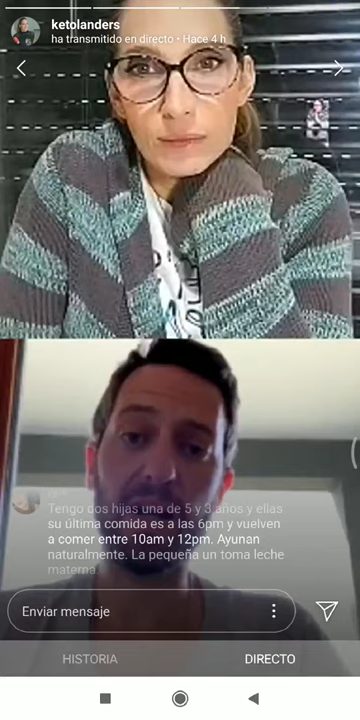 ketolanders
ha transmitido en directo • Hace 4 h
Tengo dos hijas una de 5 y 3 años y ellas
su última comida es a las 6pm y vuelven
a comer entre 10am y 12pm. Ayunan
naturalmente. La pequeña un toma leche
materna!
Enviar mensaje
HISTORIA
DIRECTO